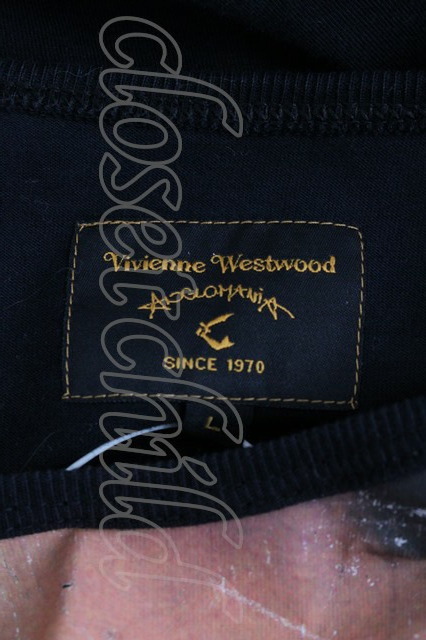 closetchild
Vivienne Westwood
ANGLOMANIA
SINCE 1970
L